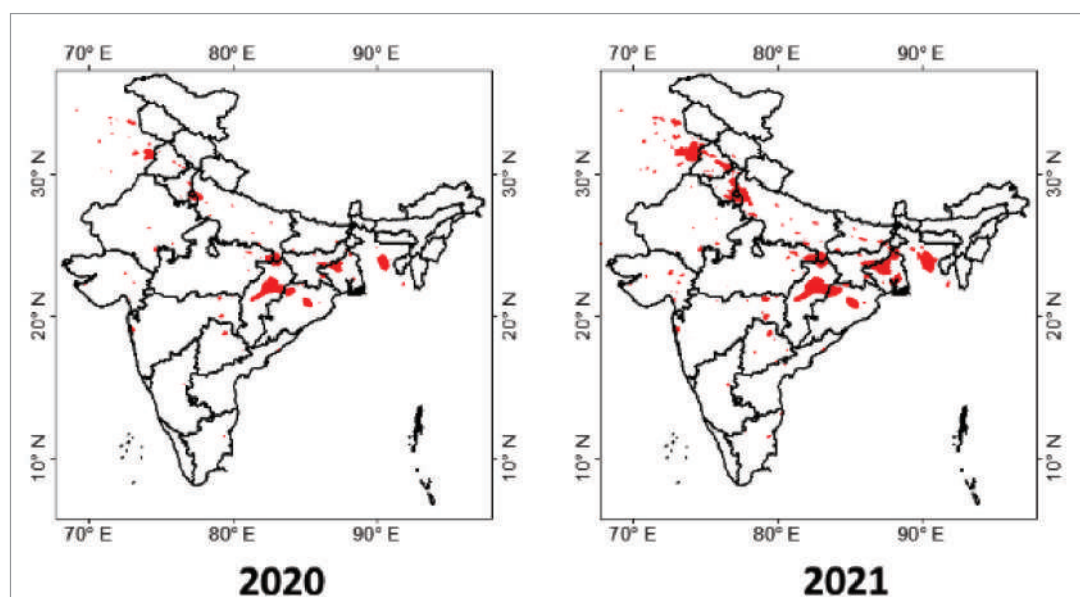 70° E 80° E 90° E 70° E 80° E 90° E
30° N 30° N 30° N 30° N
20° N 20° N 20° N 20° N
10° N 10° N 10° N 10° N
70° E 80° E 90° E 70° E 80° E 90° E
2020 2021